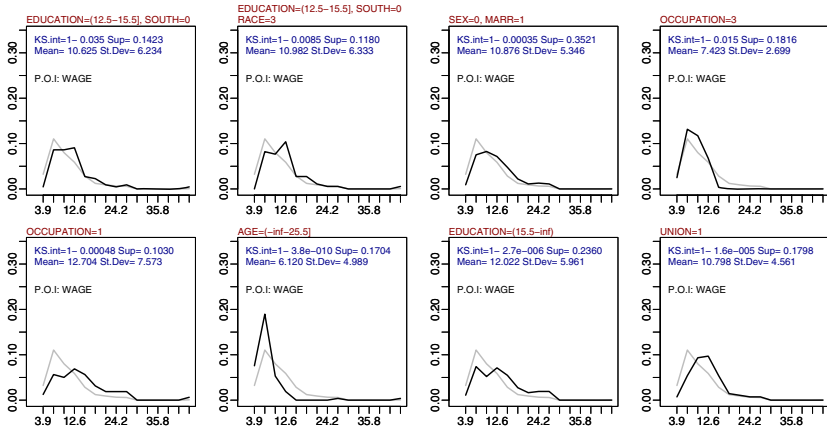 EDUCATION=(12.5−15.5], SOUTH=0
KS.int=1− 0.035 Sup= 0.1423
Mean= 10.625 St.Dev= 6.234
P.O.I: WAGE
0.00 0.10 0.20 0.30
3.9 12.6 24.2 35.8
EDUCATION=(12.5−15.5], SOUTH=0
RACE=3
KS.int=1− 0.0085 Sup= 0.1180
Mean= 10.982 St.Dev= 6.333
P.O.I: WAGE
0.00 0.10 0.20 0.30
3.9 12.6 24.2 35.8
SEX=0, MARR=1
KS.int=1− 0.00035 Sup= 0.3521
Mean= 10.876 St.Dev= 5.346
P.O.I: WAGE
0.00 0.10 0.20 0.30
3.9 12.6 24.2 35.8
OCCUPATION=3
KS.int=1− 0.015 Sup= 0.1816
Mean= 7.423 St.Dev= 2.699
P.O.I: WAGE
0.00 0.10 0.20 0.30
3.9 12.6 24.2 35.8
OCCUPATION=1
KS.int=1− 0.00048 Sup= 0.1030
Mean= 12.704 St.Dev= 7.573
P.O.I: WAGE
0.00 0.10 0.20 0.30
3.9 12.6 24.2 35.8
AGE=(−inf−25.5]
KS.int=1− 3.8e−010 Sup= 0.1704
Mean= 6.120 St.Dev= 4.989
P.O.I: WAGE
0.00 0.10 0.20 0.30
3.9 12.6 24.2 35.8
EDUCATION=(15.5−inf)
KS.int=1− 2.7e−006 Sup= 0.2360
Mean= 12.022 St.Dev= 5.961
P.O.I: WAGE
0.00 0.10 0.20 0.30
3.9 12.6 24.2 35.8
UNION=1
KS.int=1− 1.6e−005 Sup= 0.1798
Mean= 10.798 St.Dev= 4.561
P.O.I: WAGE
0.00 0.10 0.20 0.30
3.9 12.6 24.2 35.8